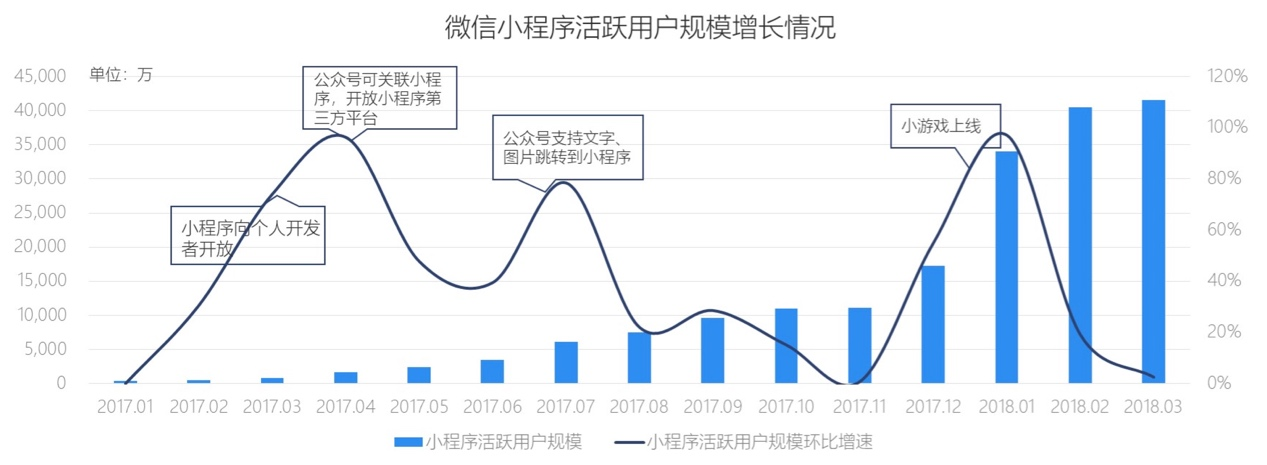 微信小程序活跃用户规模增长情况
单位：万
45,000
40,000
35,000
30,000
25,000
20,000
15,000
10,000
5,000
0
120%
100%
80%
60%
40%
20%
0%
小程序向个人开发
者开放
公众号可关联小程
序，开放小程序第
三方平台
公众号支持文字、
图片跳转到小程序
小游戏上线
2017.01 2017.02 2017.03 2017.04 2017.05 2017.06 2017.07 2017.08 2017.09 2017.10 2017.11 2017.12 2018.01 2018.02 2018.03
小程序活跃用户规模 小程序活跃用户规模环比增速